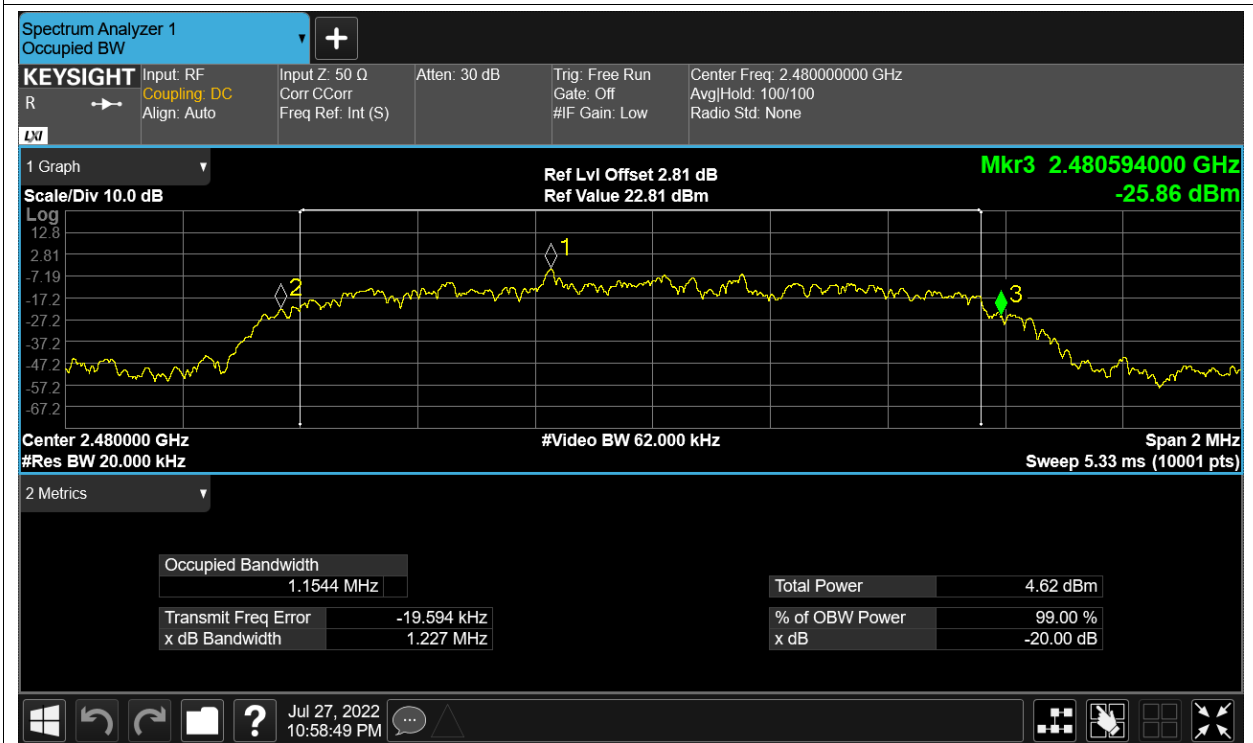 Spectrum Analyzer 1
Occupied BW
KEYSIGHT
R
LXI
Input: RF
Coupling: DC
Align: Auto
Input Z: 50 Ω
Corr CCorr
Freq Ref: Int (S)
Atten: 30 dB
Trig: Free Run
Gate: Off
#IF Gain: Low
Center Freq: 2.480000000 GHz
Avg|Hold: 100/100
Radio Std: None
1 Graph
Scale/Div 10.0 dB
Ref Lvl Offset 2.81 dB
Ref Value 22.81 dBm
Mkr3 2.480594000 GHz
-25.86 dBm
Log
12.8
2.81
-7.19
-17.2
-27.2
-37.2
-47.2
-57.2
-67.2
1
2
3
Center 2.480000 GHz
#Res BW 20.000 kHz
#Video BW 62.000 kHz
Span 2 MHz
Sweep 5.33 ms (10001 pts)
2 Metrics
Occupied Bandwidth
1.1544 MHz
Transmit Freq Error -19.594 kHz
x dB Bandwidth 1.227 MHz
Total Power 4.62 dBm
% of OBW Power 99.00 %
x dB -20.00 dB
?
Jul 27, 2022
10:58:49 PM